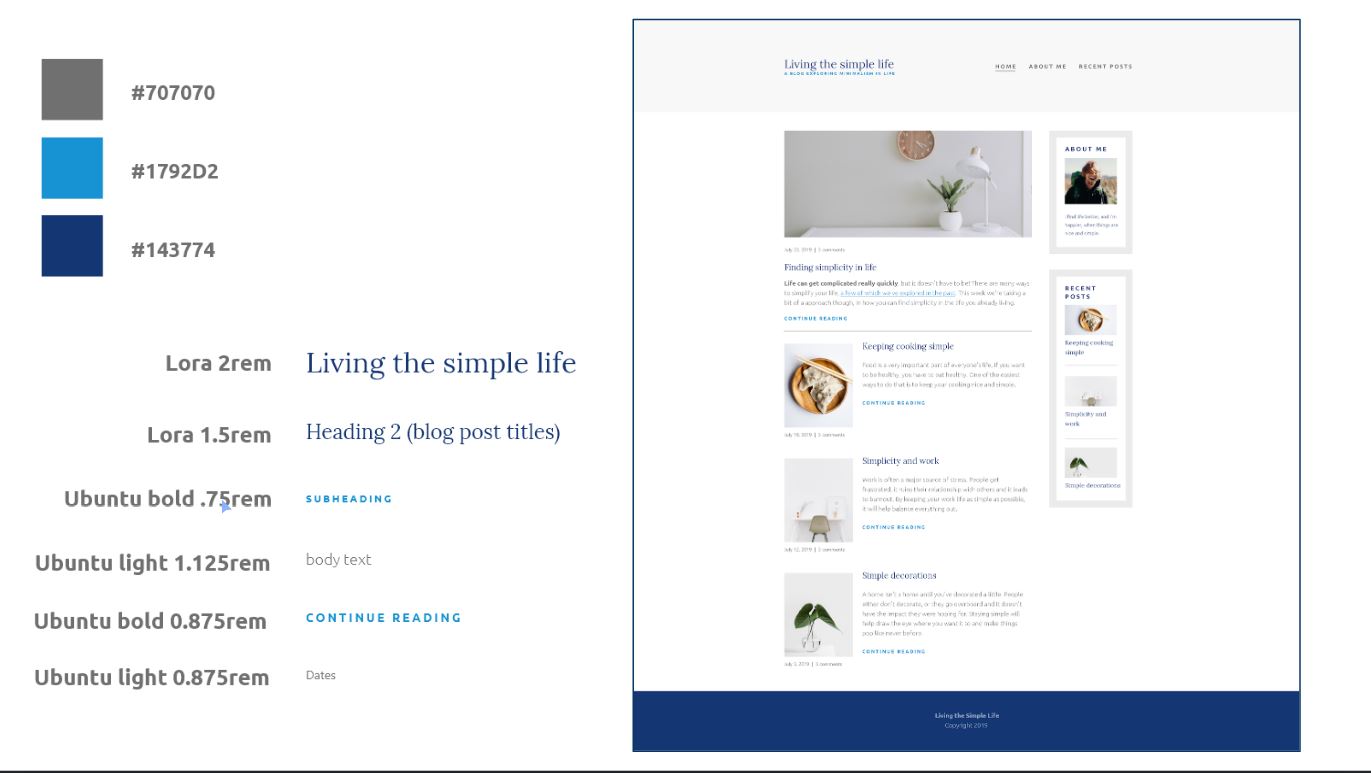 #707070
#1792D2
#143774
Lora 2rem
Living the simple life
Lora 1.5rem
Heading 2 (blog post titles)
Ubuntu bold .75rem
SUBHEADING
Ubuntu light 1.125rem
body text
Ubuntu bold 0.875rem
CONTINUE READING
Ubuntu light 0.875rem
Dates
Living the simple life
A BLOG EXPLORING MINIMALISM IN LIFE
HOME ABOUT ME RECENT POSTS
July 23, 2019 | 3 comments
Finding simplicity in life
Life can get complicated really quickly, but it doesn't have to be! There are many ways
to simplify your life, a few of which we've explored in the past. This week we're taking a
bit of a approach though, in how you can find simplicity in the life you already living.
CONTINUE READING
Keeping cooking simple
Food is a very important part of everyone's life. If you want
to be healthy, you have to eat healthy. One of the easiest
ways to do that is to keep your cooking nice and simple.
CONTINUE READING
July 19, 2019 | 3 comments
Simplicity and work
Work is often a major source of stress. People get
frustrated, it ruins their relationship with others and it leads
to burnout. By keeping your work life as simple as possible,
it will help balance everything out.
CONTINUE READING
July 12, 2019 | 3 comments
Simple decorations
A home isn't a home until you've decorated a little. People
either don't decorate, or they go overboard and it doesn't
have the impact they were hoping for. Staying simple will
help draw the eye where you want it to and make things
pop like never before.
CONTINUE READING
July 3, 2019 | 3 comments
ABOUT ME
I find life better, and I'm
happier, when things are
nice and simple.
RECENT
POSTS
Keeping cooking
simple
Simplicity and
work
Simple decorations
Living the Simple Life
Copyright 2019